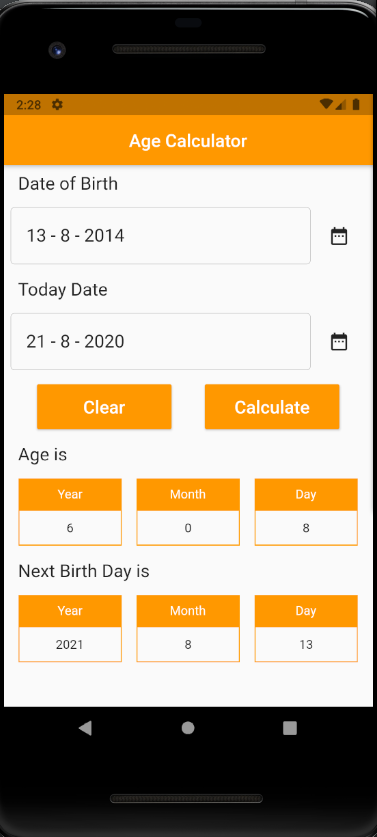 2:28
Age Calculator
Date of Birth
13 - 8 - 2014
Today Date
21 - 8 - 2020
Clear Calculate
Age is
Year Month Day
6 0 8
Next Birth Day is
Year Month Day
2021 8 13